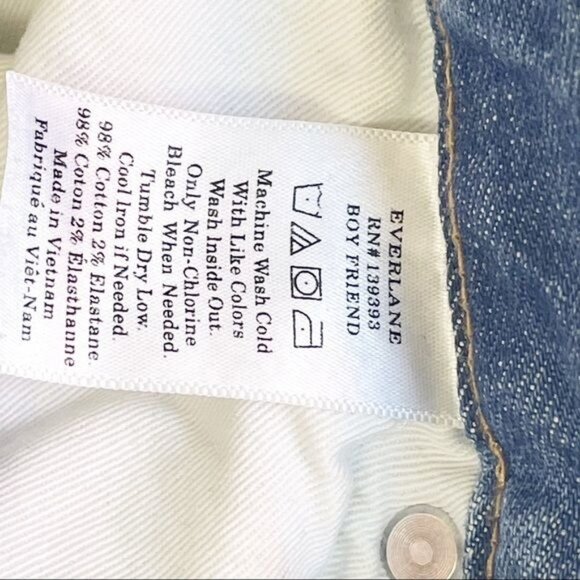 EVERLANE
RN# 139393
BOY FRIEND
Machine Wash Cold
With Like Colors
Wash Inside Out.
Only Non-Chlorine
Bleach When Needed.
Tumble Dry Low.
Cool Iron if Needed.
98% Cotton 2% Elastane
98% Coton 2% Élasthanne
Made in Vietnam
Fabriqué au Viêt-Nam